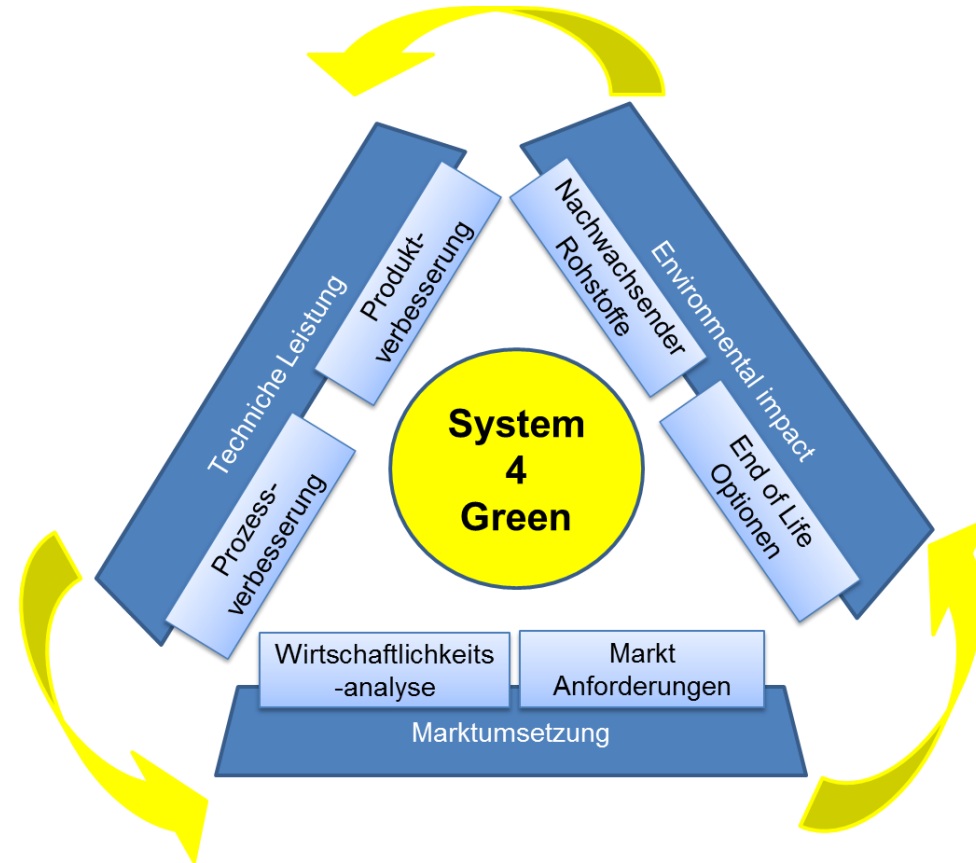 Techniche Leistung
Produkt-
verbesserung
Prozess-
verbesserung
Nachwachsender
Rohstoffe
Environmental impact
End of Life
Optionen
System
4
Green
Wirtschaftlichkeits
-analyse
Markt
Anforderungen
Marktumsetzung